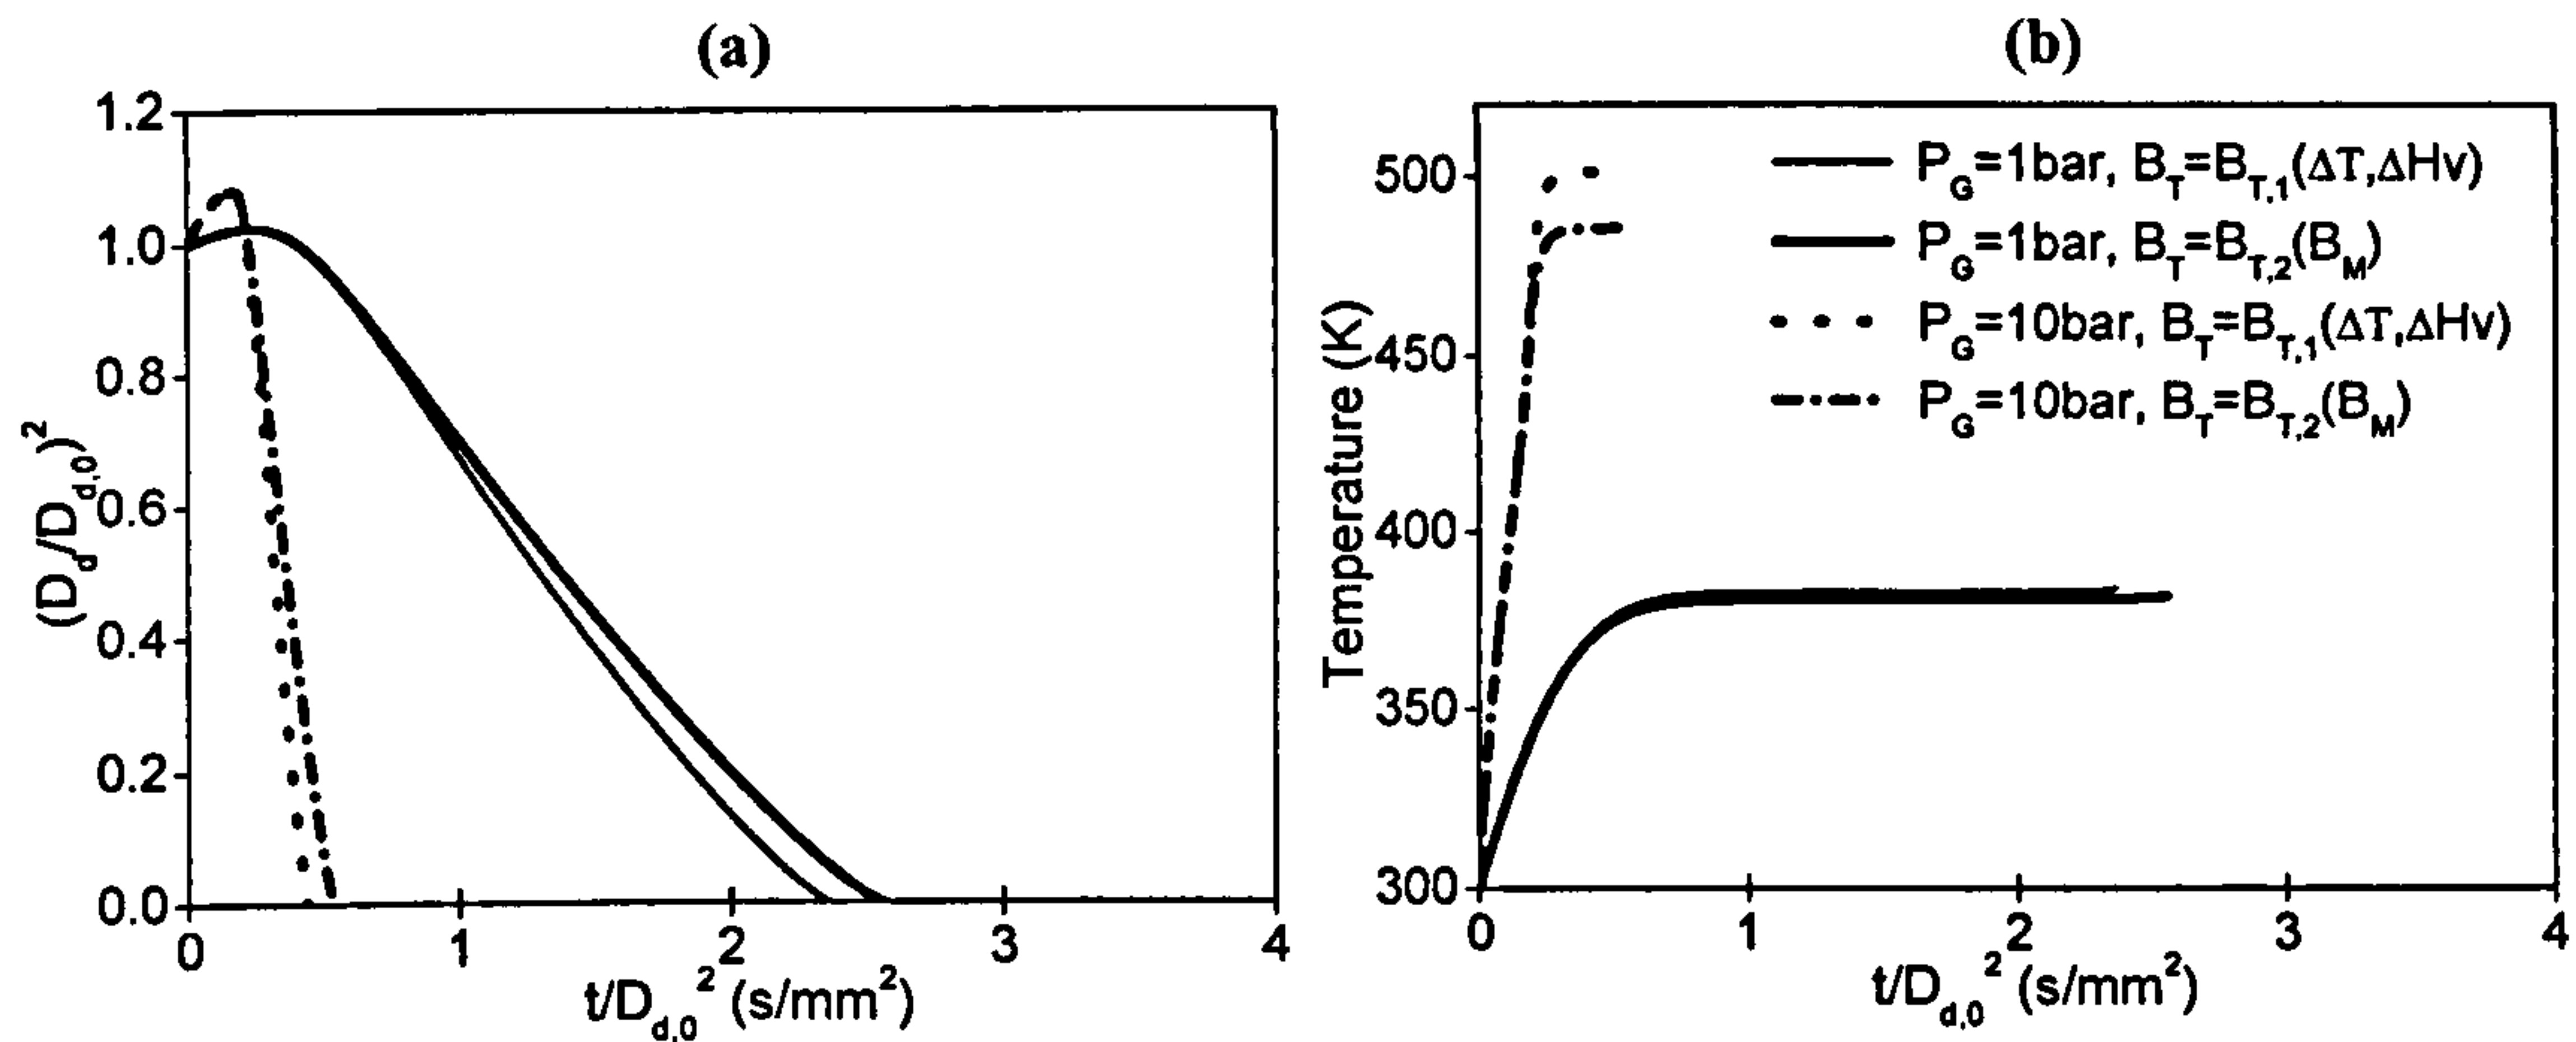 (a)
1.2
1.0
0.8
0.6
0.4
0.2
0.0
(D_d/D_d,0)^2
0 1 2 3 4
t/D_d,0^2 (s/mm^2)
(b)
P_G=1bar, B_T=B_T,1(ΔT,ΔHv)
P_G=1bar, B_T=B_T,2(B_M)
P_G=10bar, B_T=B_T,1(ΔT,ΔHv)
P_G=10bar, B_T=B_T,2(B_M)
500
450
400
350
300
Temperature (K)
0 1 2 3 4
t/D_d,0^2 (s/mm^2)